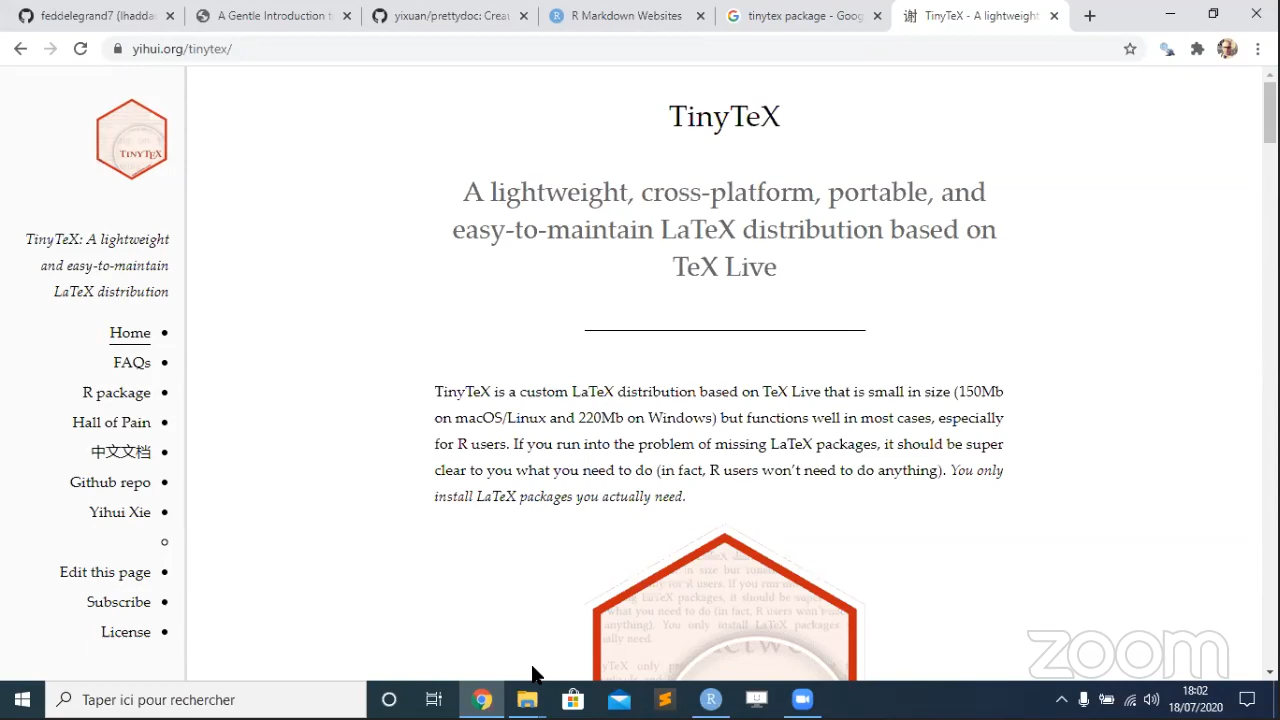 feddelegrand7 (lhaddas
A Gentle Introduction t
yixuan/prettydoc: Creat
R Markdown Websites
tinytex package - Goog
TinyTeX - A lightweight
yihui.org/tinytex/
TINYTEX
TinyTeX: A lightweight
and easy-to-maintain
LaTeX distribution
Home
FAQs
R package
Hall of Pain
中文文档
Github repo
Yihui Xie
Edit this page
Subscribe
License
TinyTeX
A lightweight, cross-platform, portable, and
easy-to-maintain LaTeX distribution based on
TeX Live
TinyTeX is a custom LaTeX distribution based on TeX Live that is small in size (150Mb
on macOS/Linux and 220Mb on Windows) but functions well in most cases, especially
for R users. If you run into the problem of missing LaTeX packages, it should be super
clear to you what you need to do (in fact, R users won't need to do anything). You only
install LaTeX packages you actually need.
zoom
Taper ici pour rechercher
18:02
18/07/2020